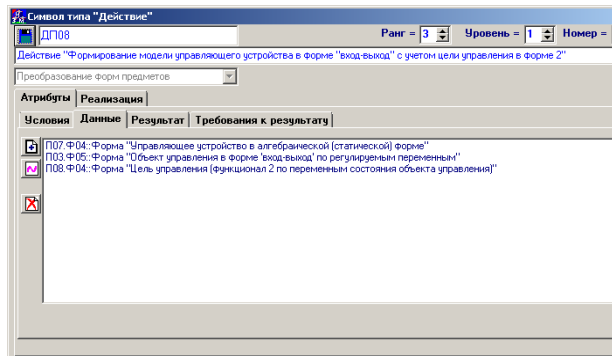 Символ типа "Действие"
ДП08 Ранг = 3 Уровень = 1 Номер =
Действие "Формирование модели управляющего устройства в форме "вход-выход" с учетом цели управления в форме 2"
Преобразование форм предметов
Атрибуты Реализация
Условия Данные Результат Требования к результату
П07.Ф04::Форма "Управляющее устройство в алгебраической (статической) форме"
П03.Ф05::Форма "Объект управления в форме 'вход-выход' по регулируемым переменным"
П08.Ф04::Форма "Цель управления (функционал 2 по переменным состояния объекта управления)"